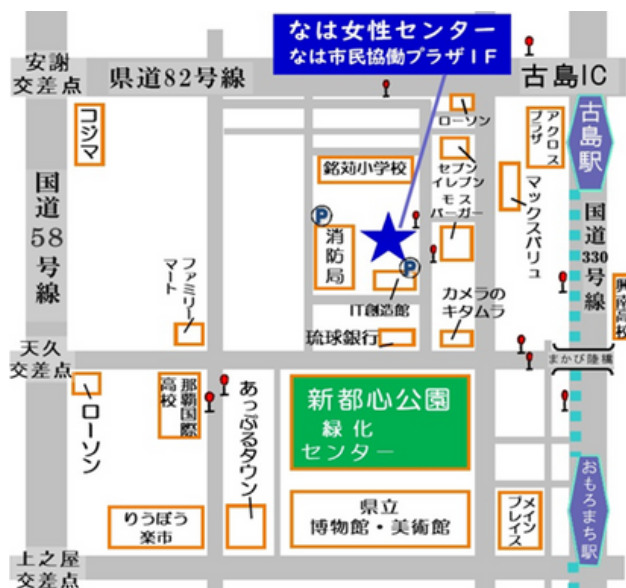 なは女性センター
なは市民協働プラザ1F
安謝
交差点
県道82号線
古島IC
コジマ
ローソン
アクロス
プラザ
古島駅
銘苅小学校
セブン
イレブン
モス
バーガー
マックスバリュ
国道58号線
国道330号線
P
消防局
P
ファミリー
マート
IT創造館
カメラの
キタムラ
興南高校
琉球銀行
天久
交差点
まかび陸橋
ローソン
那覇国際
高校
あっぷるタウン
新都心公園
緑化
センター
りうぼう
楽市
県立
博物館・美術館
メイン
プレイス
おもろまち駅
上之屋
交差点